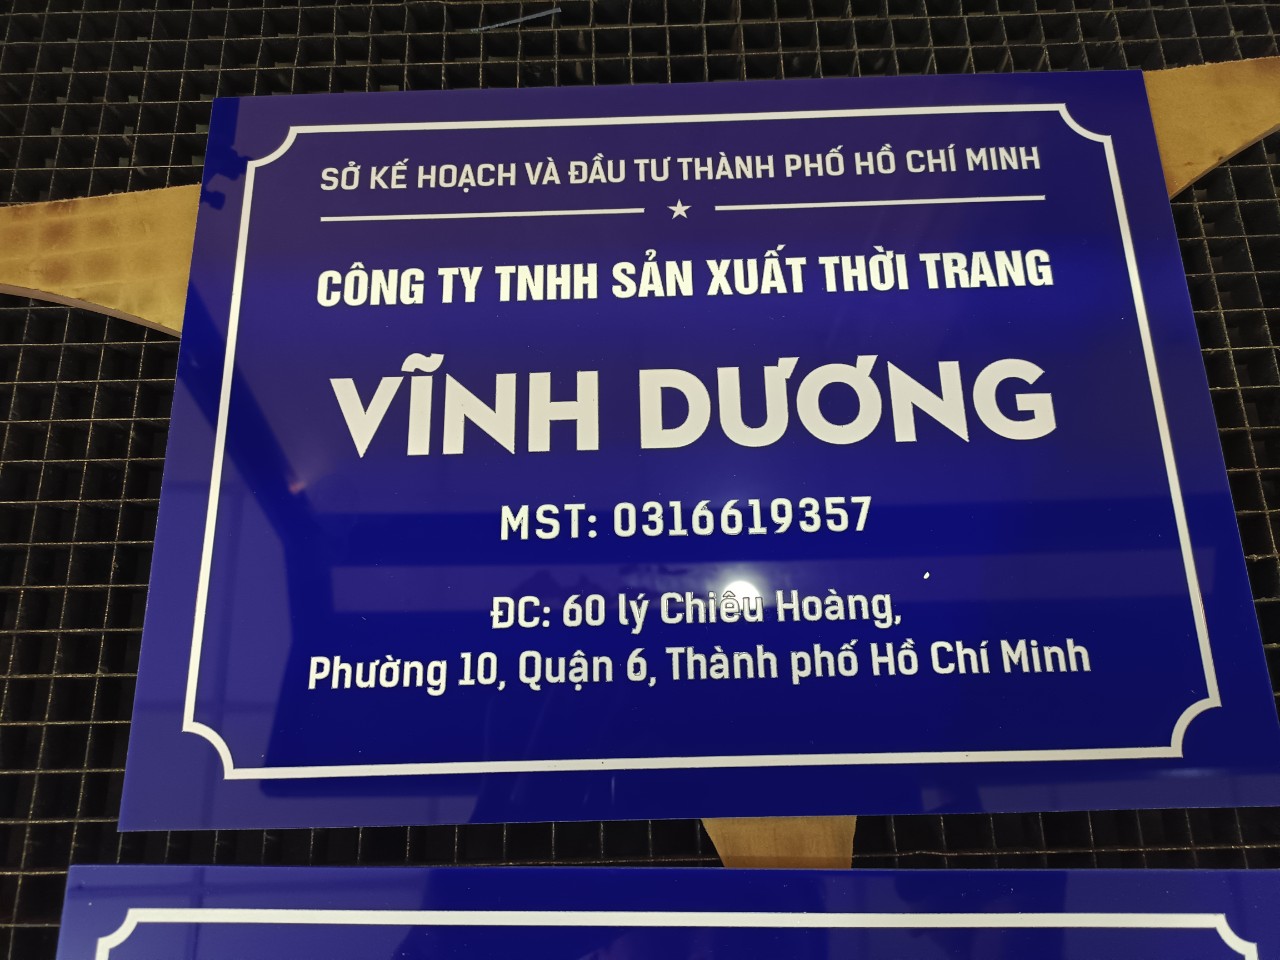 SỞ KẾ HOẠCH VÀ ĐẦU TƯ THÀNH PHỐ HỒ CHÍ MINH
CÔNG TY TNHH SẢN XUẤT THỜI TRANG
VĨNH DƯƠNG
MST: 0316619357
ĐC: 60 lý Chiêu Hoàng,
Phường 10, Quận 6, Thành phố Hồ Chí Minh